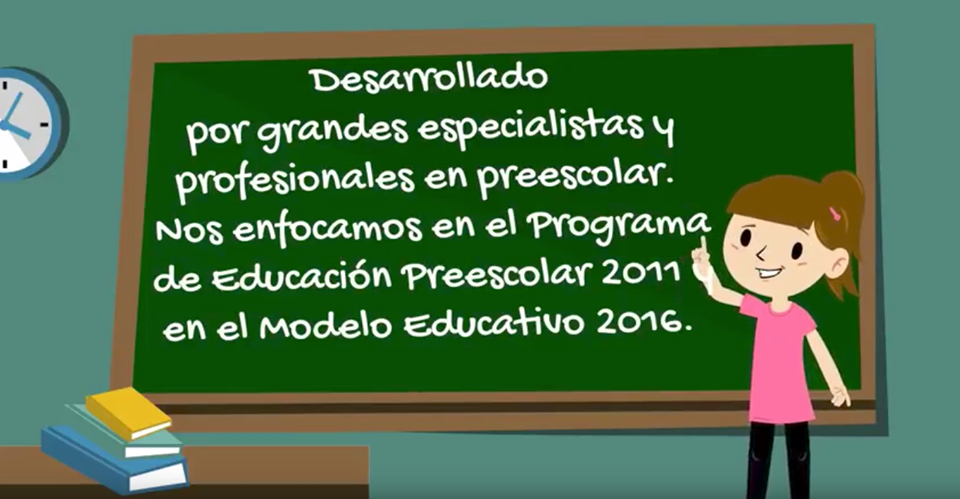 Desarrollado
por grandes especialistas y
profesionales en preescolar.
Nos enfocamos en el Programa
de Educación Preescolar 2011
en el Modelo Educativo 2016.